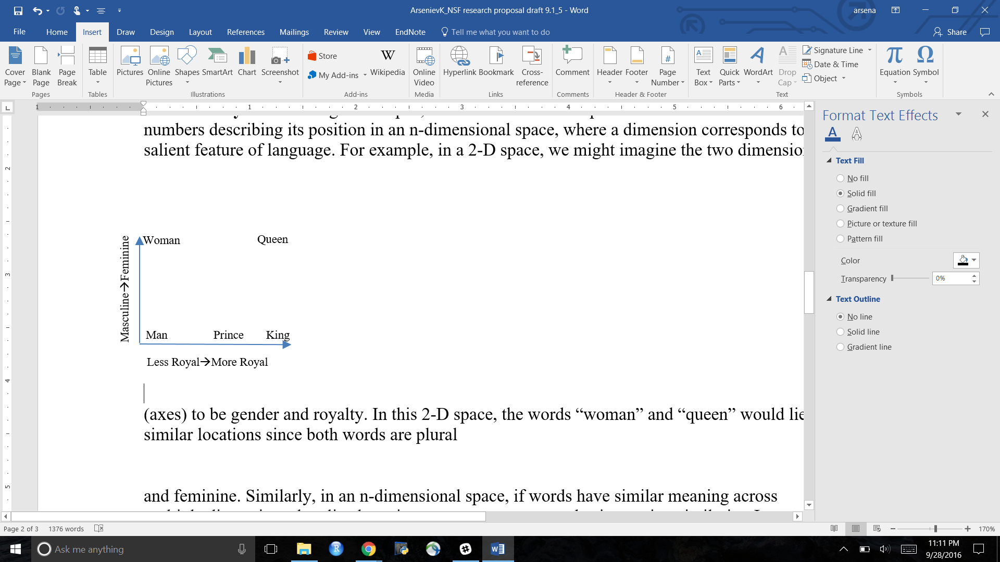 ArsenievK_NSF research proposal draft 9.1_5 - Word
arsena
File Home Insert Draw Design Layout References Mailings Review View EndNote Tell me what you want to do
Share
Cover Page
Blank Page
Page Break
Pages
Table
Tables
Pictures
Online Pictures
Shapes
SmartArt
Chart
Screenshot
Illustrations
Store
My Add-ins
W
Wikipedia
Add-ins
Online Video
Media
Hyperlink
Bookmark
Cross-reference
Links
Comment
Comments
Header
Footer
Page Number
Header & Footer
Text Box
Quick Parts
WordArt
Drop Cap
Signature Line
Date & Time
Object
Text
π Equation
Ω Symbol
Symbols
1 1 2 3 4 5 6
2
3
4
5
numbers describing its position in an n-dimensional space, where a dimension corresponds to
salient feature of language. For example, in a 2-D space, we might imagine the two dimensio
Woman Queen
Masculine→Feminine
Man Prince King
Less Royal→More Royal
(axes) to be gender and royalty. In this 2-D space, the words “woman” and “queen” would lie
similar locations since both words are plural
and feminine. Similarly, in an n-dimensional space, if words have similar meaning across
Format Text Effects
Text Fill
No fill
Solid fill
Gradient fill
Picture or texture fill
Pattern fill
Color
Transparency 0%
Text Outline
No line
Solid line
Gradient line
Page 2 of 3 1376 words
170%
Ask me anything
11:11 PM
9/28/2016